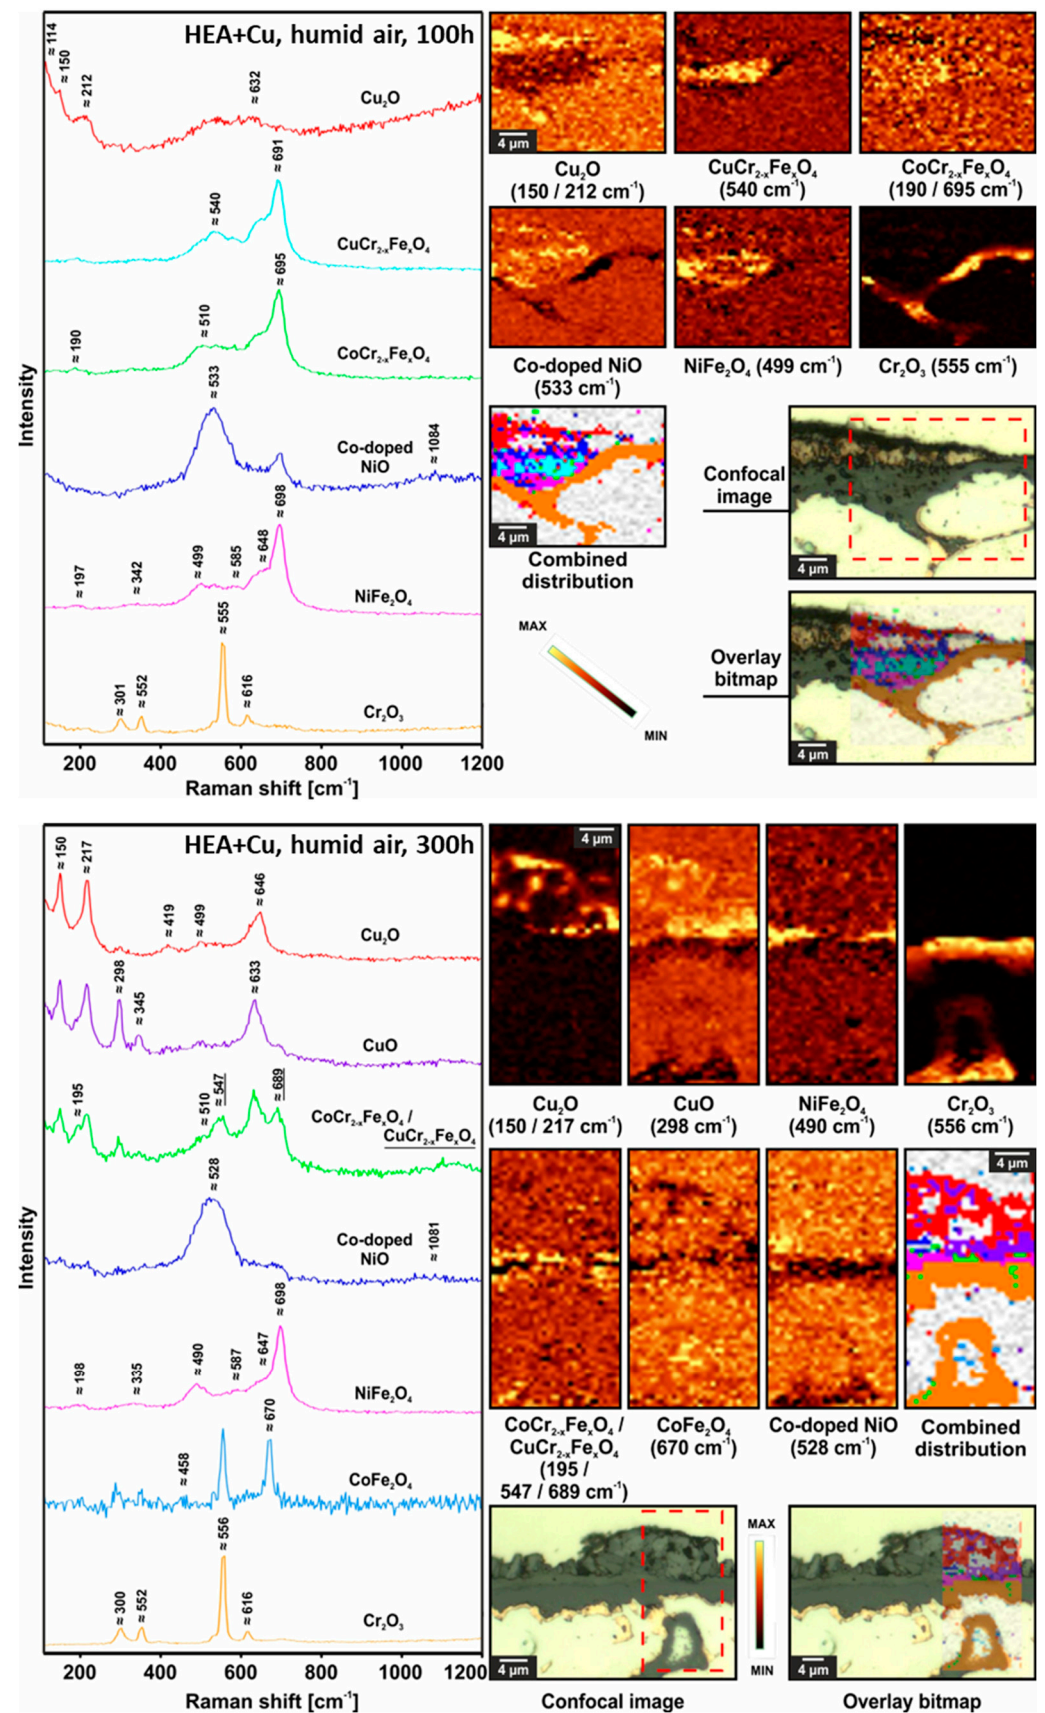 HEA+Cu, humid air, 100h
≈ 114
≈ 150
≈ 212
≈ 632
Cu₂O
≈ 691
≈ 540
CuCr₂₋ₓFeₓO₄
≈ 695
≈ 510
≈ 190
CoCr₂₋ₓFeₓO₄
≈ 533
≈ 1084
Co-doped
NiO
≈ 698
≈ 648
≈ 585
≈ 499
≈ 342
≈ 197
NiFe₂O₄
≈ 555
≈ 616
≈ 552
≈ 301
Cr₂O₃
Intensity
200 400 600 800 1000 1200
Raman shift [cm⁻¹]
4 µm
Cu₂O
(150 / 212 cm⁻¹)
CuCr₂₋ₓFeₓO₄
(540 cm⁻¹)
CoCr₂₋ₓFeₓO₄
(190 / 695 cm⁻¹)
Co-doped NiO
(533 cm⁻¹)
NiFe₂O₄ (499 cm⁻¹)
Cr₂O₃ (555 cm⁻¹)
4 µm
Combined
distribution
Confocal
image
4 µm
MAX
MIN
Overlay
bitmap
4 µm
HEA+Cu, humid air, 300h
≈ 150
≈ 217
≈ 419
≈ 499
≈ 646
Cu₂O
≈ 298
≈ 345
≈ 633
CuO
≈ 195
≈ 510
≈ 547
≈ 689
CoCr₂₋ₓFeₓO₄ /
CuCr₂₋ₓFeₓO₄
≈ 528
≈ 1081
Co-doped
NiO
≈ 698
≈ 647
≈ 587
≈ 490
≈ 335
≈ 198
NiFe₂O₄
≈ 670
≈ 458
CoFe₂O₄
≈ 556
≈ 616
≈ 552
≈ 300
Cr₂O₃
Intensity
200 400 600 800 1000 1200
Raman shift [cm⁻¹]
4 µm
Cu₂O
(150 / 217 cm⁻¹)
CuO
(298 cm⁻¹)
NiFe₂O₄
(490 cm⁻¹)
Cr₂O₃
(556 cm⁻¹)
4 µm
CoCr₂₋ₓFeₓO₄ /
CuCr₂₋ₓFeₓO₄
(195 /
547 / 689 cm⁻¹)
CoFe₂O₄
(670 cm⁻¹)
Co-doped NiO
(528 cm⁻¹)
Combined
distribution
4 µm
MAX
MIN
4 µm
Confocal image
Overlay bitmap